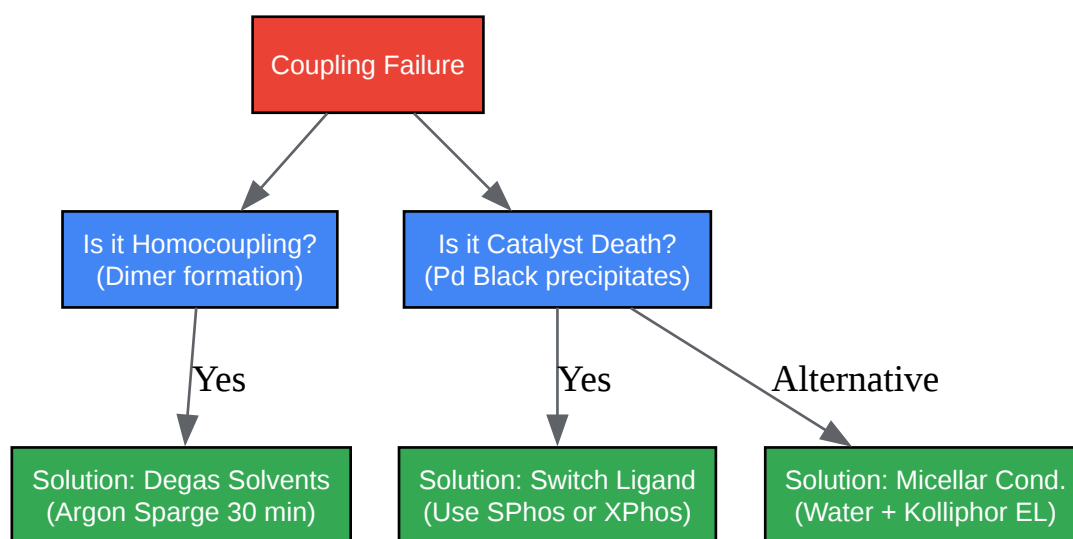 Coupling Failure
Is it Homocoupling?
(Dimer formation)
Is it Catalyst Death?
(Pd Black precipitates)
Yes
Yes
Alternative
Solution: Degas Solvents
(Argon Sparge 30 min)
Solution: Switch Ligand
(Use SPhos or XPhos)
Solution: Micellar Cond.
(Water + Kolliphor EL)